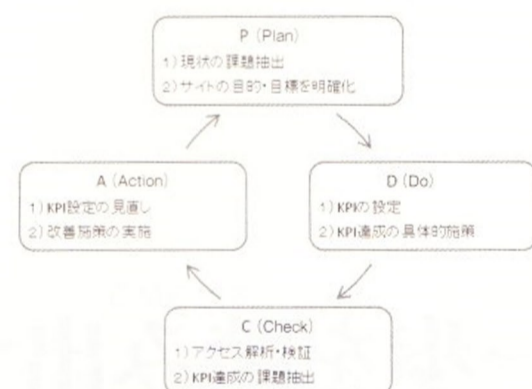 P (Plan)
1) 現状の課題抽出
2) サイトの目的・目標を明確化
A (Action)
1) KPI設定の見直し
2) 改善施策の実施
D (Do)
1) KPIの設定
2) KPI達成の具体的施策
C (Check)
1) アクセス解析・検証
2) KPI達成の課題抽出